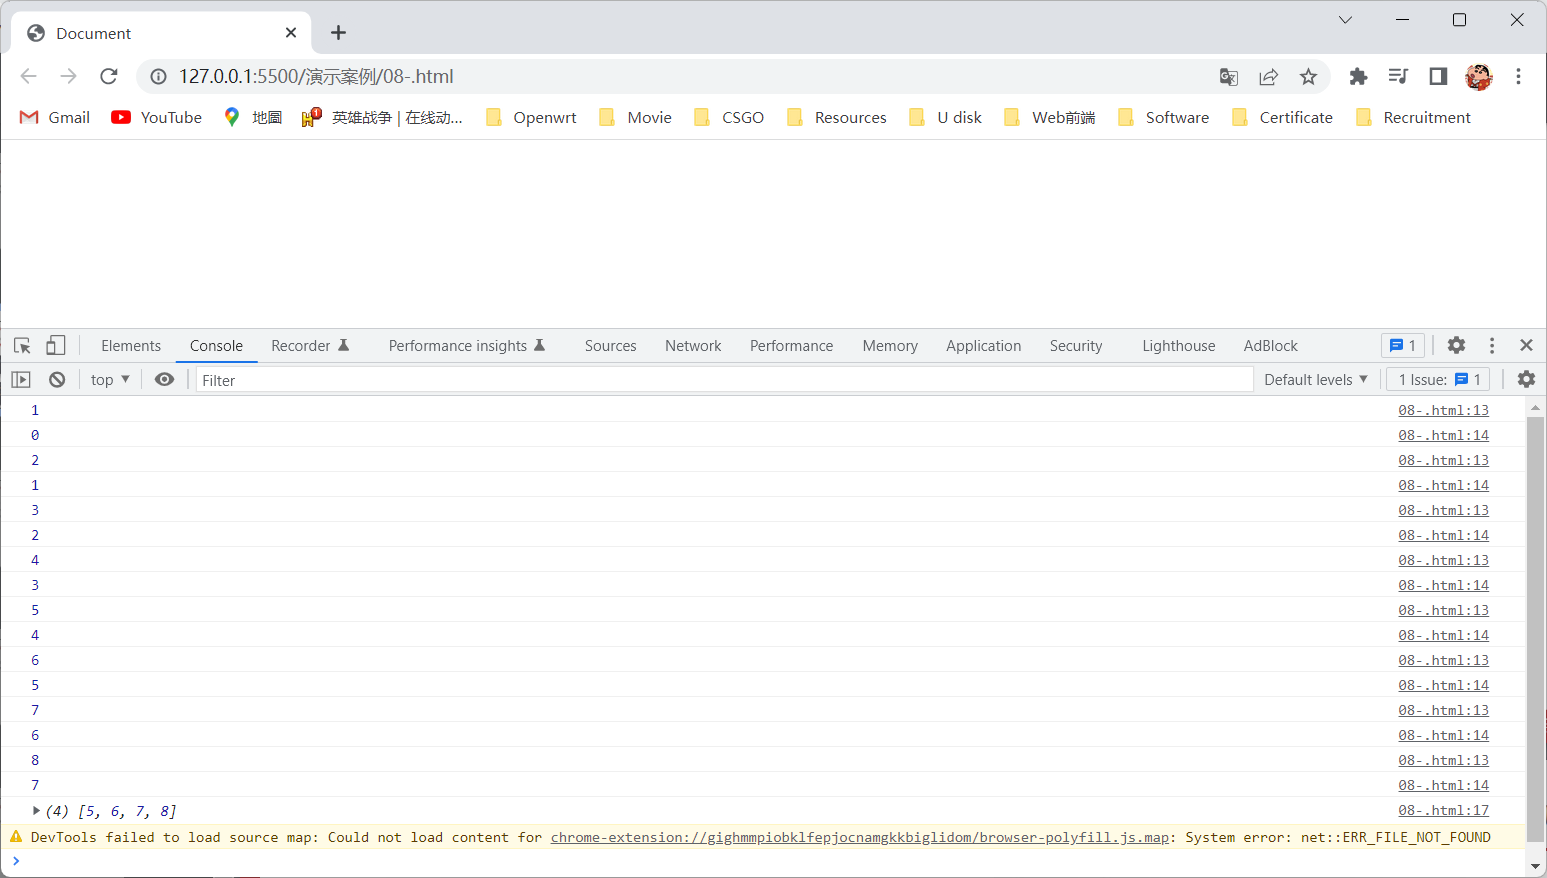 Document
127.0.0.1:5500/演示案例/08-.html
Gmail YouTube 地圖 英雄战争 | 在线动... Openwrt Movie CSGO Resources U disk Web前端 Software Certificate Recruitment
Elements Console Recorder Performance insights Sources Network Performance Memory Application Security Lighthouse AdBlock 1
top Filter Default levels 1 Issue: 1
1 08-.html:13
0 08-.html:14
2 08-.html:13
1 08-.html:14
3 08-.html:13
2 08-.html:14
4 08-.html:13
3 08-.html:14
5 08-.html:13
4 08-.html:14
6 08-.html:13
5 08-.html:14
7 08-.html:13
6 08-.html:14
8 08-.html:13
7 08-.html:14
(4) [5, 6, 7, 8] 08-.html:17
DevTools failed to load source map: Could not load content for chrome-extension://gighmmpiobklfepjocnamgkkbiglidom/browser-polyfill.js.map: System error: net::ERR_FILE_NOT_FOUND